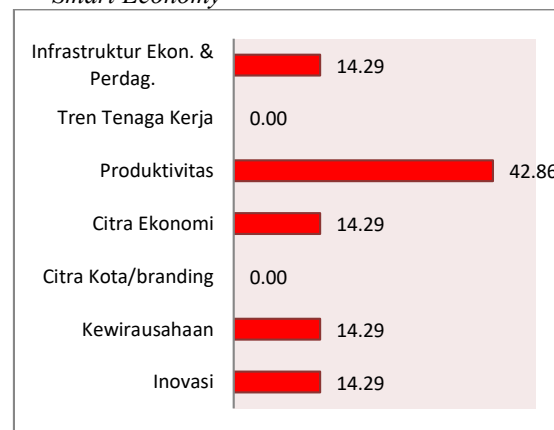 Smart Economy
Infrastruktur Ekon. &
Perdag.
14.29
Tren Tenaga Kerja
0.00
Produktivitas
42.86
Citra Ekonomi
14.29
Citra Kota/branding
0.00
Kewirausahaan
14.29
Inovasi
14.29